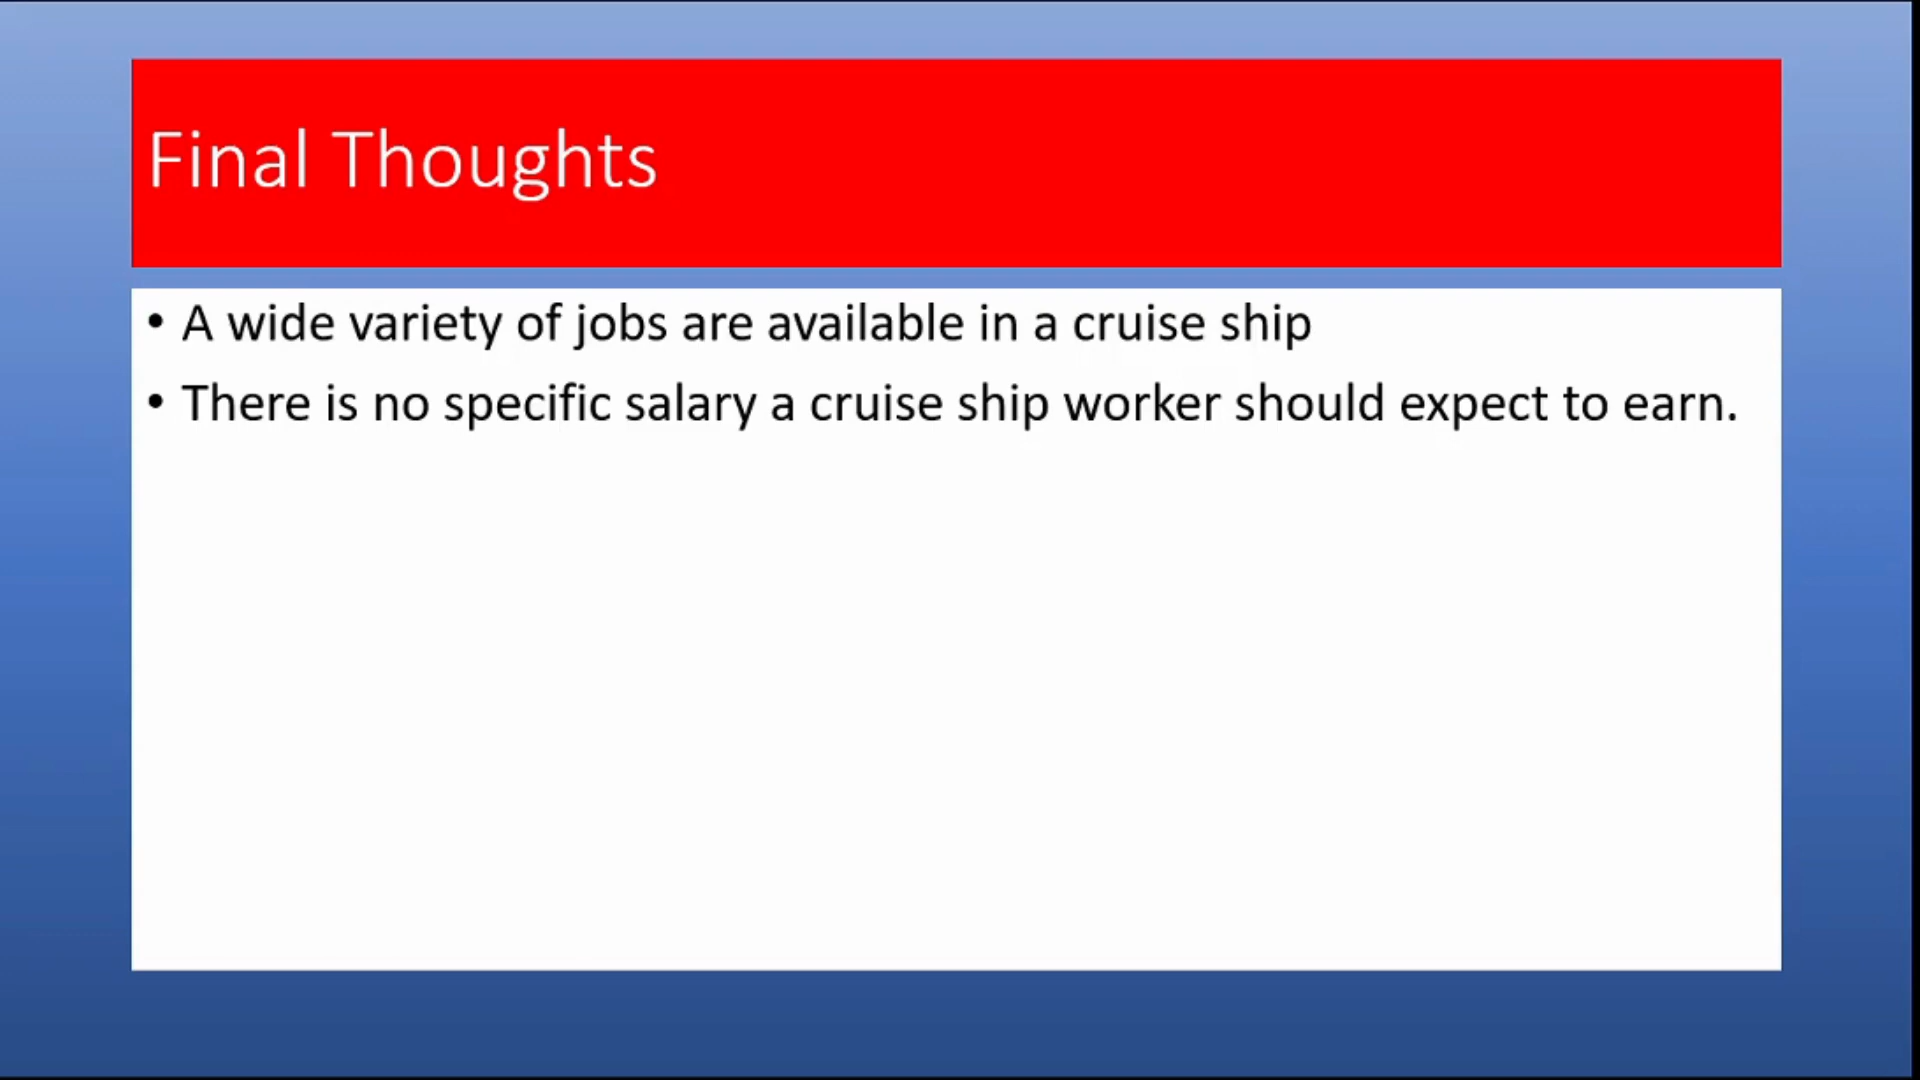 Final Thoughts
• A wide variety of jobs are available in a cruise ship
• There is no specific salary a cruise ship worker should expect to earn.